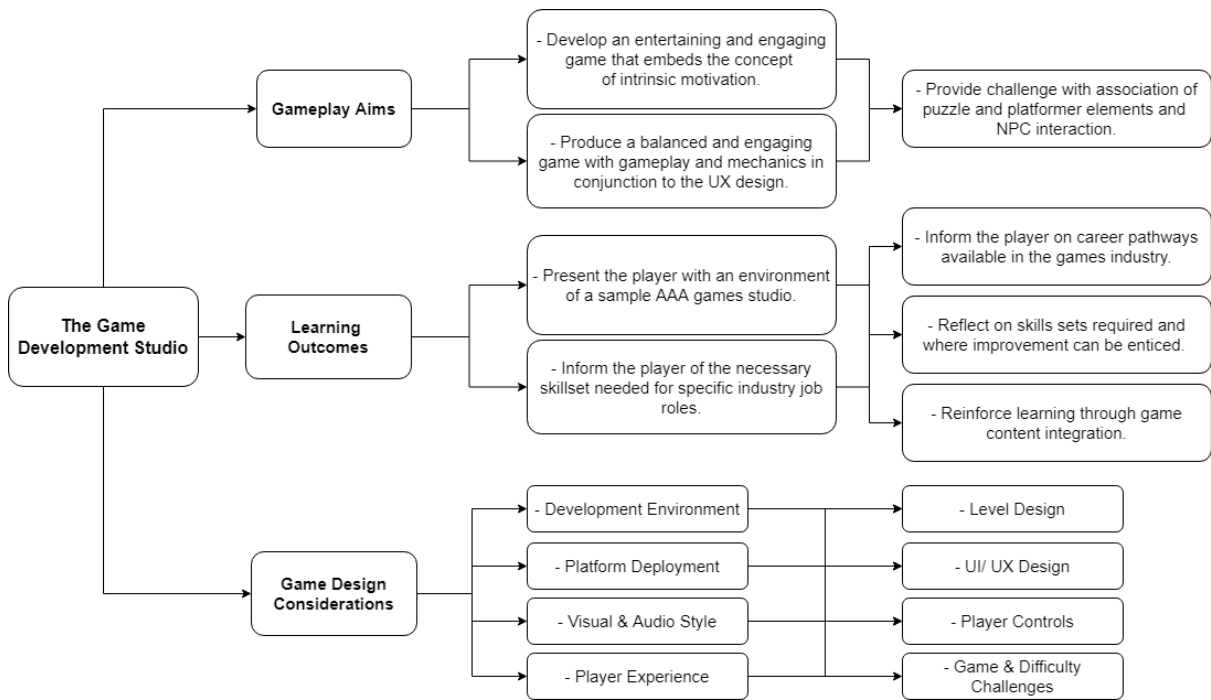 - Develop an entertaining and engaging
game that embeds the concept
of intrinsic motivation.
Gameplay Aims
- Provide challenge with association of
puzzle and platformer elements and
NPC interaction.
- Produce a balanced and engaging
game with gameplay and mechanics in
conjunction to the UX design.
The Game
Development Studio
Learning
Outcomes
- Present the player with an environment
of a sample AAA games studio.
- Inform the player of the necessary
skillset needed for specific industry job
roles.
- Inform the player on career pathways
available in the games industry.
- Reflect on skills sets required and
where improvement can be enticed.
- Reinforce learning through game
content integration.
Game Design
Considerations
- Development Environment
- Platform Deployment
- Visual & Audio Style
- Player Experience
- Level Design
- UI/ UX Design
- Player Controls
- Game & Difficulty
Challenges